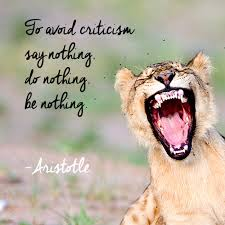 To avoid criticism
say nothing.
do nothing.
be nothing.
- Aristotle